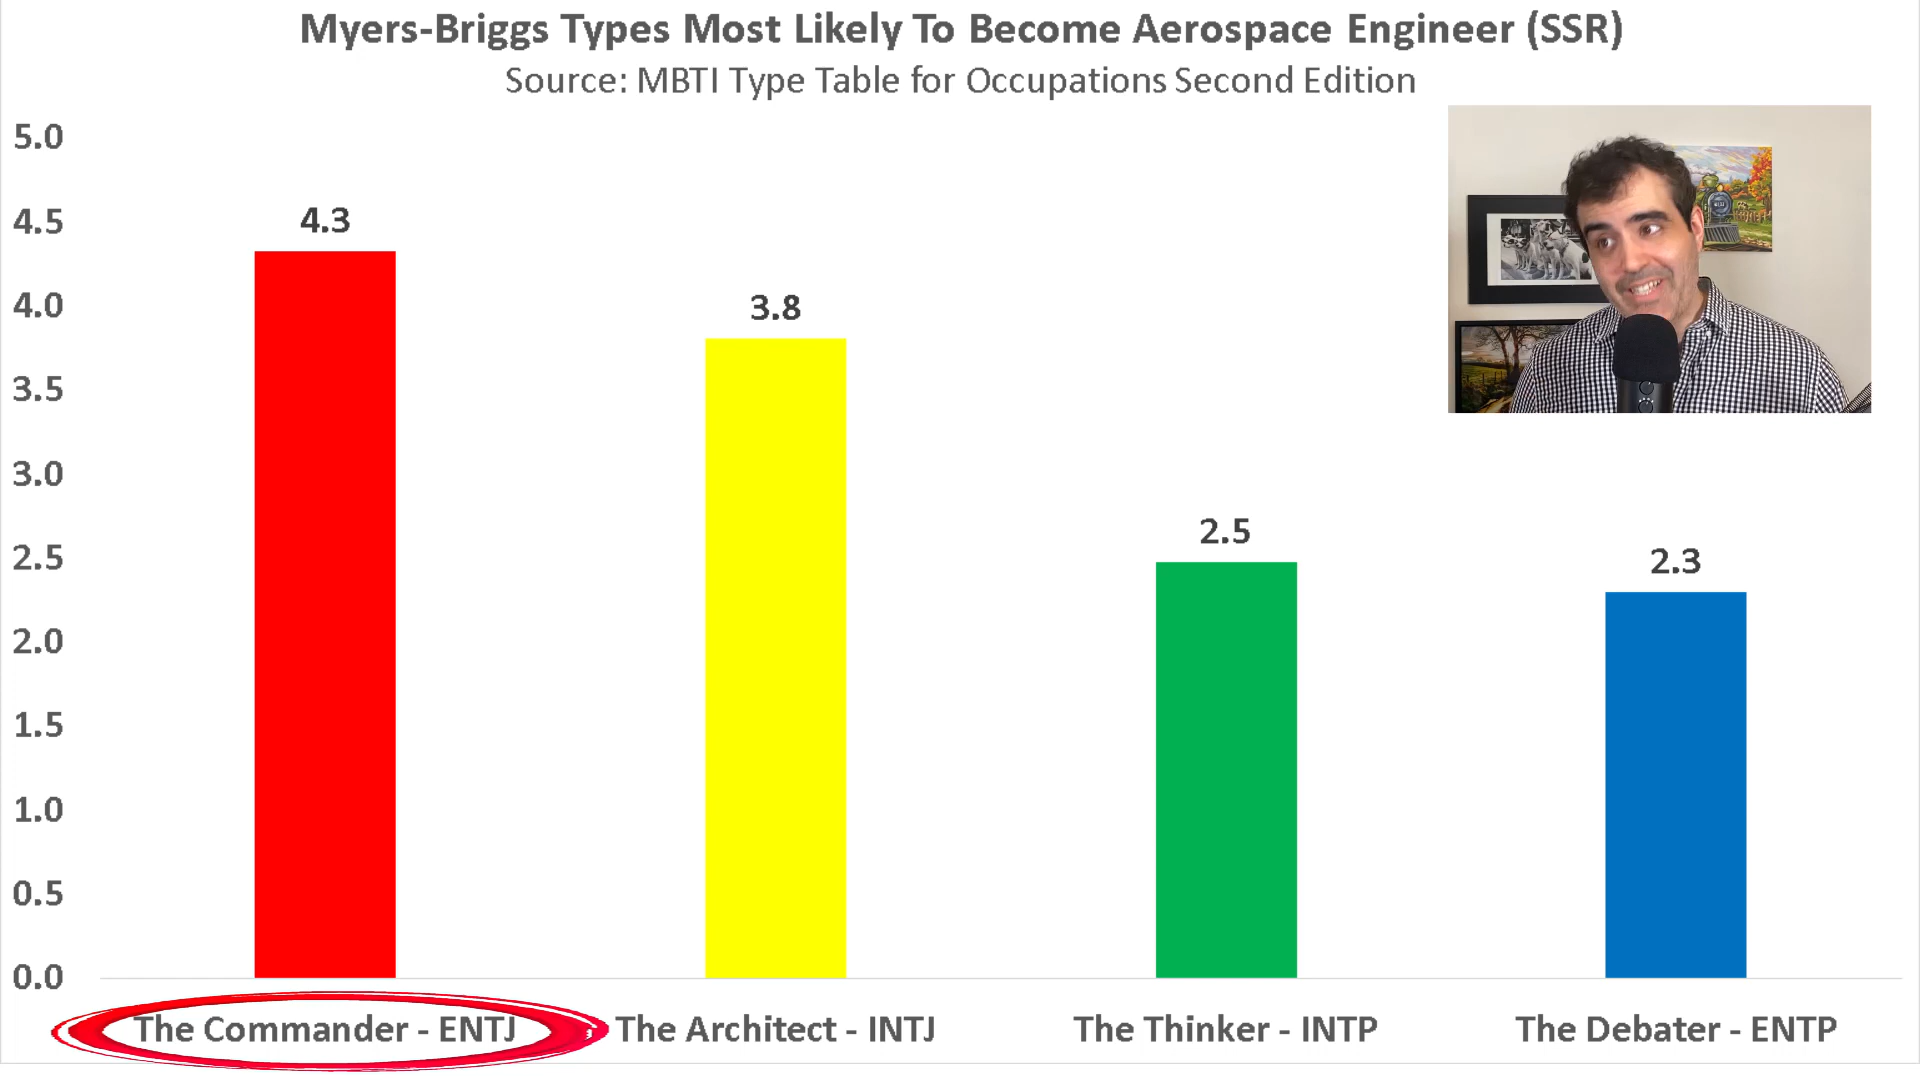 Myers-Briggs Types Most Likely To Become Aerospace Engineer (SSR)
Source: MBTI Type Table for Occupations Second Edition
5.0
4.5
4.0
3.5
3.0
2.5
2.0
1.5
1.0
0.5
0.0
4.3
3.8
2.5
2.3
The Commander - ENTJ
The Architect - INTJ
The Thinker - INTP
The Debater - ENTP